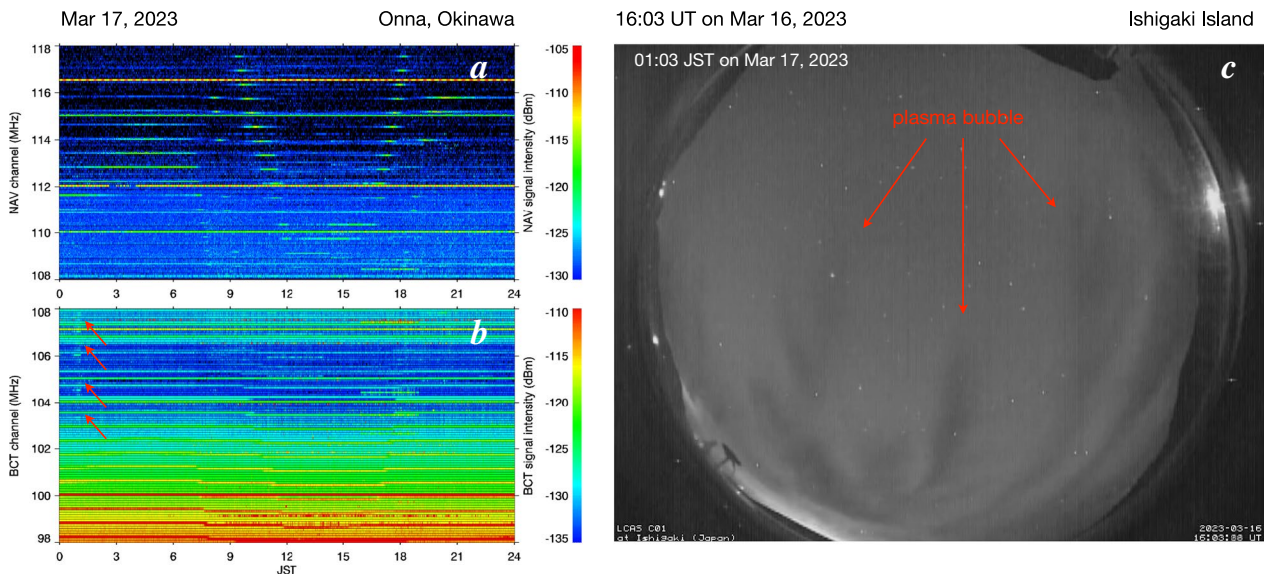 Mar 17, 2023
Onna, Okinawa
16:03 UT on Mar 16, 2023
Ishigaki Island
a
118
116
114
112
110
108
NAV channel (MHz)
0 3 6 9 12 15 18 21 24
-105
-110
-115
-120
-125
-130
NAV signal intensity (dBm)
b
108
106
104
102
100
98
BCT channel (MHz)
0 3 6 9 12 15 18 21 24
JST
-110
-115
-120
-125
-130
-135
BCT signal intensity (dBm)
01:03 JST on Mar 17, 2023
c
plasma bubble
LCAS C01
at Ishigaki (Japan)
2023-03-16
16:03:00 UT